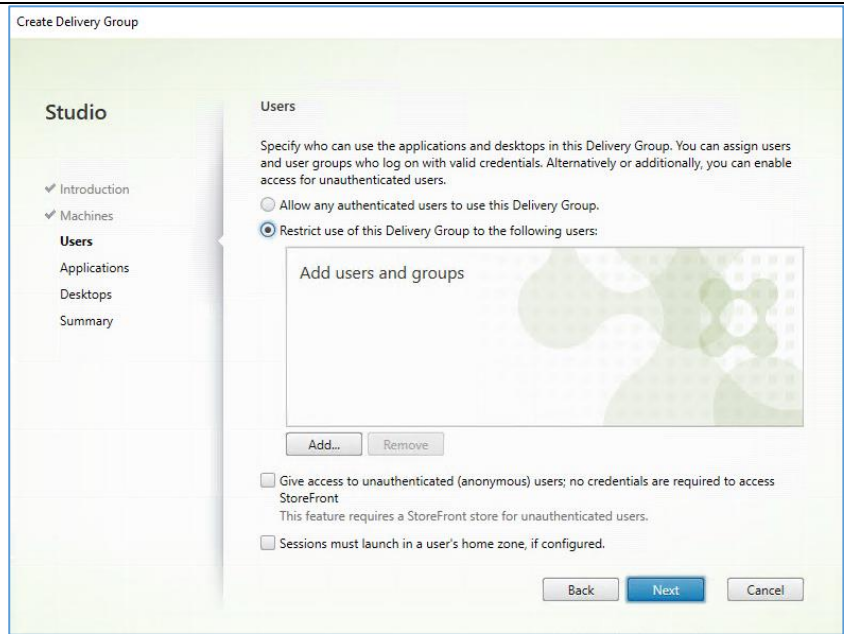 Create Delivery Group
Studio
Introduction
Machines
Users
Applications
Desktops
Summary
Users
Specify who can use the applications and desktops in this Delivery Group. You can assign users
and user groups who log on with valid credentials. Alternatively or additionally, you can enable
access for unauthenticated users.
Allow any authenticated users to use this Delivery Group.
Restrict use of this Delivery Group to the following users:
Add users and groups
Add...
Remove
Give access to unauthenticated (anonymous) users; no credentials are required to access
StoreFront
This feature requires a StoreFront store for unauthenticated users.
Sessions must launch in a user's home zone, if configured.
Back
Next
Cancel